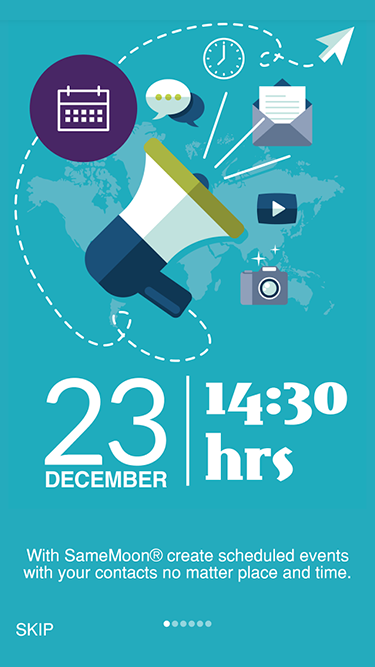 23
DECEMBER
14:30
hrs
With SameMoon® create scheduled events
with your contacts no matter place and time.
SKIP